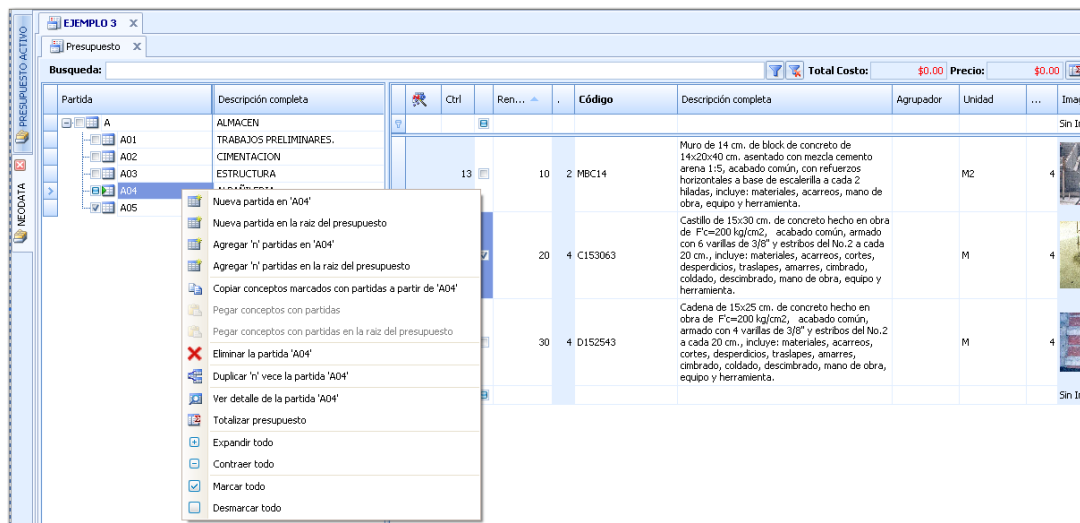 EJEMPLO 3 X
Presupuesto X
PRESUPUESTO ACTIVO
NEODATA
Busqueda:
Total Costo: $0.00 Precio: $0.00
Partida Descripción completa
A ALMACEN
A01 TRABAJOS PRELIMINARES.
A02 CIMENTACION
A03 ESTRUCTURA
A04
A05
Nueva partida en 'A04'
Nueva partida en la raiz del presupuesto
Agregar 'n' partidas en 'A04'
Agregar 'n' partidas en la raiz del presupuesto
Copiar conceptos marcados con partidas a partir de 'A04'
Pegar conceptos con partidas
Pegar conceptos con partidas en la raiz del presupuesto
Eliminar la partida 'A04'
Duplicar 'n' vece la partida 'A04'
Ver detalle de la partida 'A04'
Totalizar presupuesto
Expandir todo
Contraer todo
Marcar todo
Desmarcar todo
Ctrl Ren... . Código Descripción completa Agrupador Unidad ... Imag
Sin Ir
13 10 2 MBC14 M2 4
Muro de 14 cm. de block de concreto de
14x20x40 cm. asentado con mezcla cemento
arena 1:5, acabado común, con refuerzos
horizontales a base de escalerilla a cada 2
hiladas, incluye: materiales, acarreos, mano de
obra, equipo y herramienta.
20 4 C153063 M 4
Castillo de 15x30 cm. de concreto hecho en obra
de F'c=200 kg/cm2, acabado común, armado
con 6 varillas de 3/8" y estribos del No.2 a cada
20 cm., incluye: materiales, acarreos, cortes,
desperdicios, traslapes, amarres, cimbrado,
coldado, descimbrado, mano de obra, equipo y
herramienta.
30 4 D152543 M 4
Cadena de 15x25 cm. de concreto hecho en
obra de F'c=200 kg/cm2, acabado común,
armado con 4 varillas de 3/8" y estribos del No.2
a cada 20 cm., incluye: materiales, acarreos,
cortes, desperdicios, traslapes, amarres,
cimbrado, coldado, descimbrado, mano de obra,
equipo y herramienta.
Sin Ir